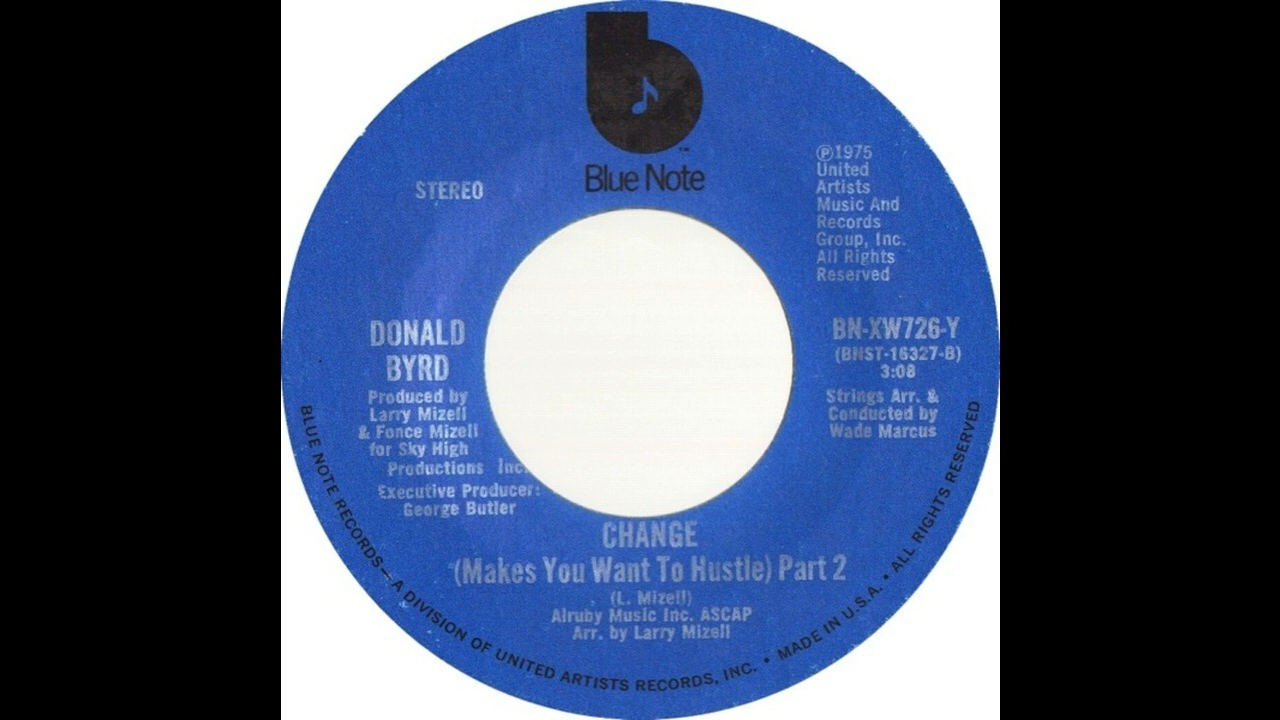 Blue Note
STEREO
℗1975
United
Artists
Music And
Records
Group, Inc.
All Rights
Reserved
DONALD
BYRD
Produced by
Larry Mizell
& Fonce Mizell
for Sky High
Productions Inc.
Executive Producer:
George Butler
BN-XW726-Y
(BNST-16327-B)
3:08
Strings Arr. &
Conducted by
Wade Marcus
CHANGE
(Makes You Want To Hustle) Part 2
(L. Mizell)
Alruby Music Inc. ASCAP
Arr. by Larry Mizell
BLUE NOTE RECORDS—A DIVISION OF UNITED ARTISTS RECORDS, INC. • MADE IN U.S.A. • ALL RIGHTS RESERVED